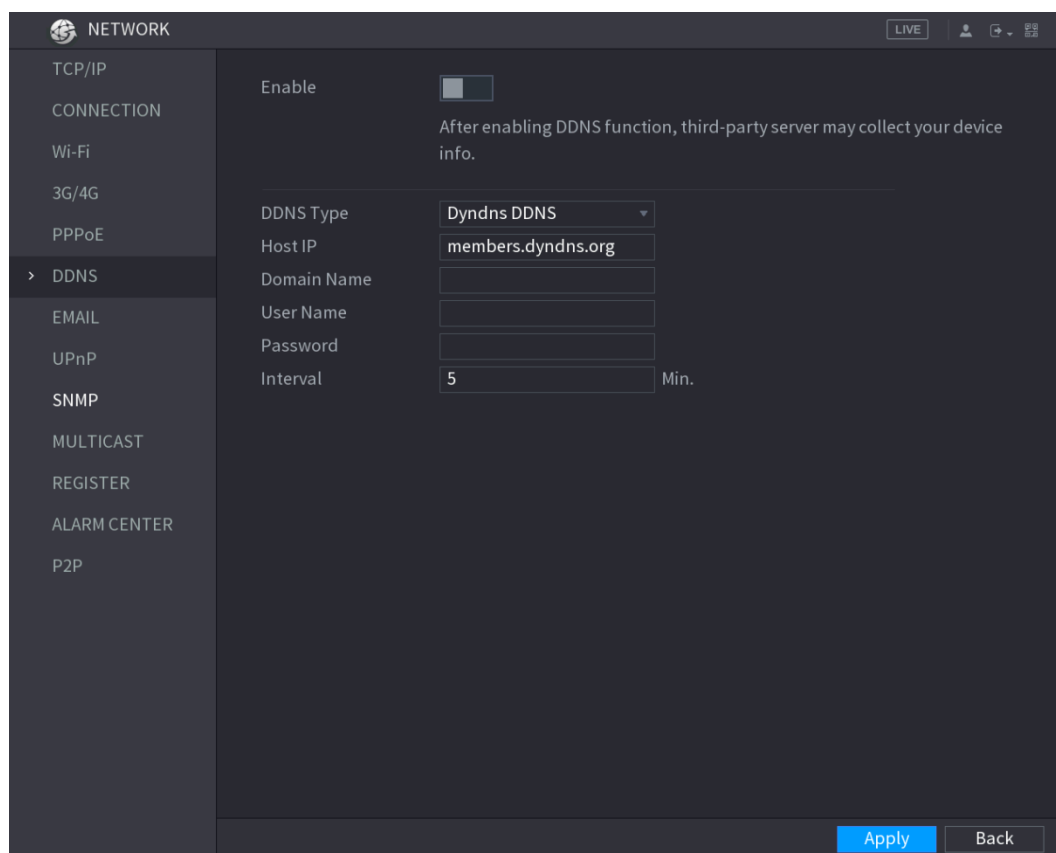 NETWORK
LIVE
TCP/IP
CONNECTION
Wi-Fi
3G/4G
PPPoE
DDNS
EMAIL
UPnP
SNMP
MULTICAST
REGISTER
ALARM CENTER
P2P
Enable
After enabling DDNS function, third-party server may collect your device
info.
DDNS Type Dyndns DDNS
Host IP members.dyndns.org
Domain Name
User Name
Password
Interval 5 Min.
Apply Back